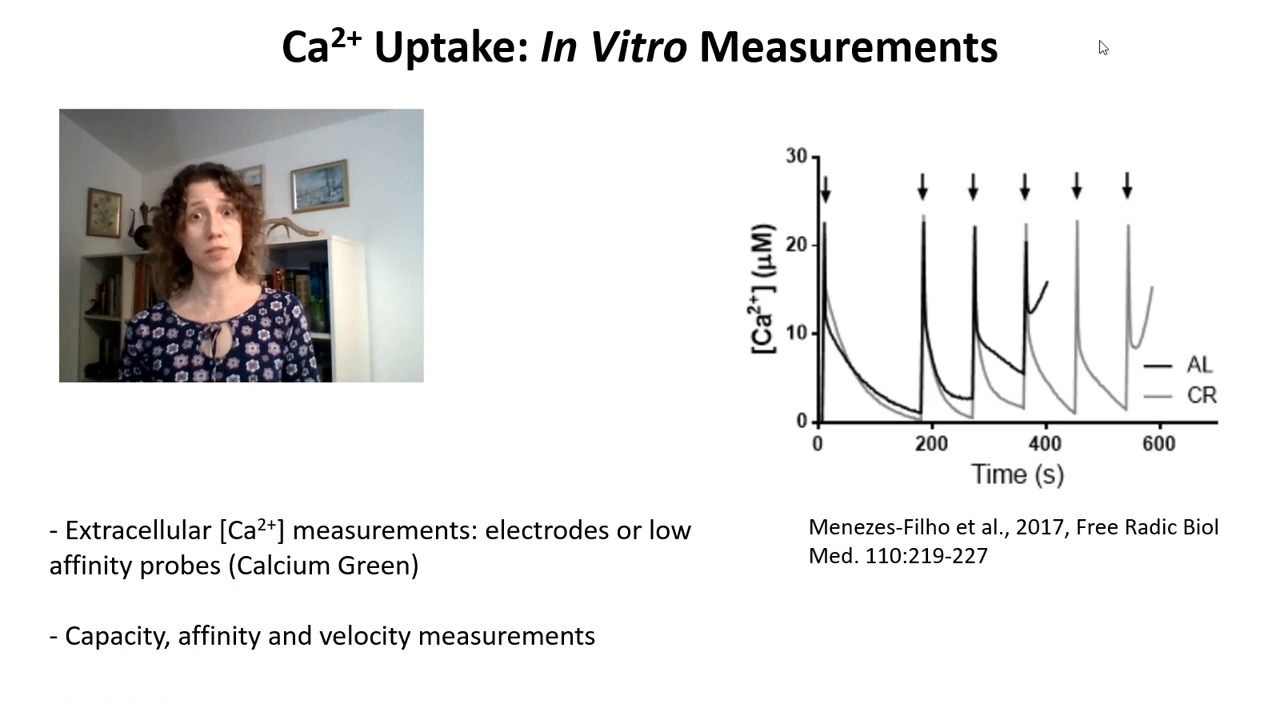 Ca²⁺ Uptake: In Vitro Measurements
30
20
10
0
[Ca²⁺] (μM)
AL
CR
0 200 400 600
Time (s)
- Extracellular [Ca²⁺] measurements: electrodes or low
affinity probes (Calcium Green)
- Capacity, affinity and velocity measurements
Menezes-Filho et al., 2017, Free Radic Biol
Med. 110:219-227